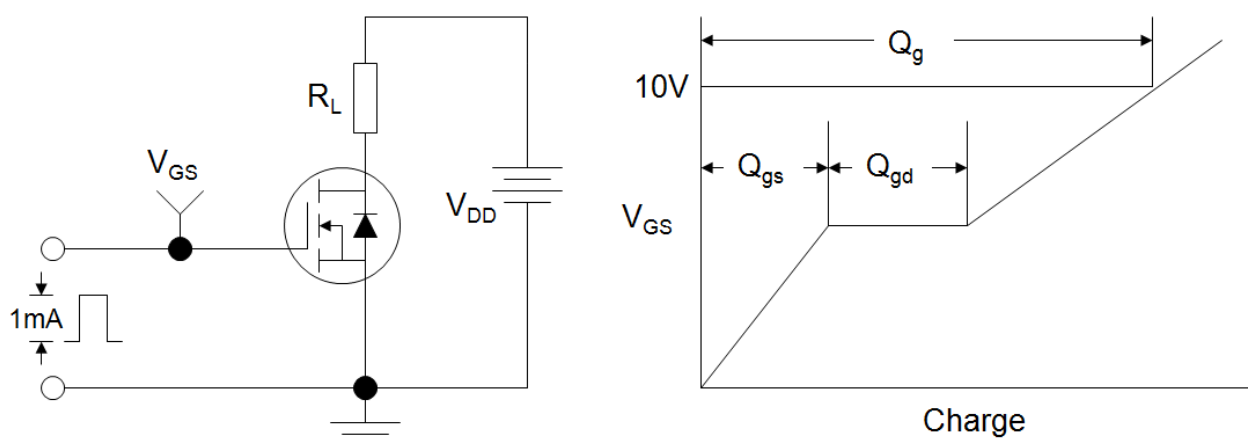 R_L
V_GS
V_DD
1mA
Q_g
10V
Q_gs
Q_gd
V_GS
Charge